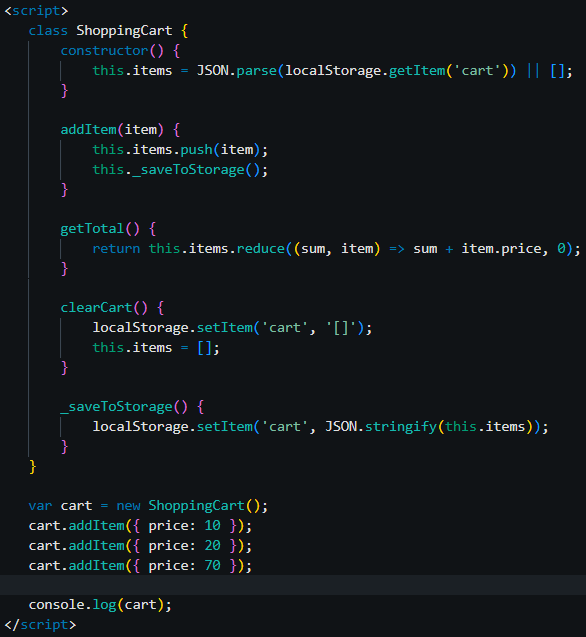 <script>
class ShoppingCart {
constructor() {
this.items = JSON.parse(localStorage.getItem('cart')) || [];
}
addItem(item) {
this.items.push(item);
this._saveToStorage();
}
getTotal() {
return this.items.reduce((sum, item) => sum + item.price, 0);
}
clearCart() {
localStorage.setItem('cart', '[]');
this.items = [];
}
_saveToStorage() {
localStorage.setItem('cart', JSON.stringify(this.items));
}
}
var cart = new ShoppingCart();
cart.addItem({ price: 10 });
cart.addItem({ price: 20 });
cart.addItem({ price: 70 });
console.log(cart);
</script>